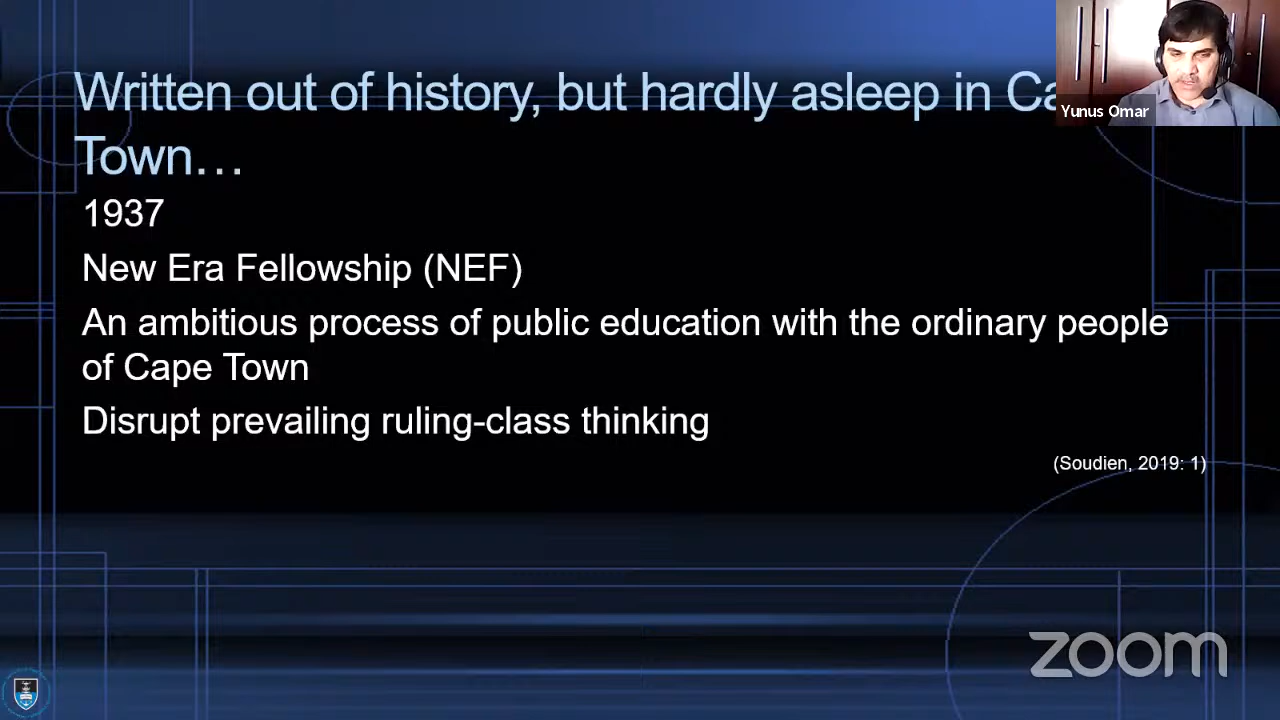 Written out of history, but hardly asleep in Ca
Town…
Yunus Omar
1937
New Era Fellowship (NEF)
An ambitious process of public education with the ordinary people
of Cape Town
Disrupt prevailing ruling-class thinking
(Soudien, 2019: 1)
zoom